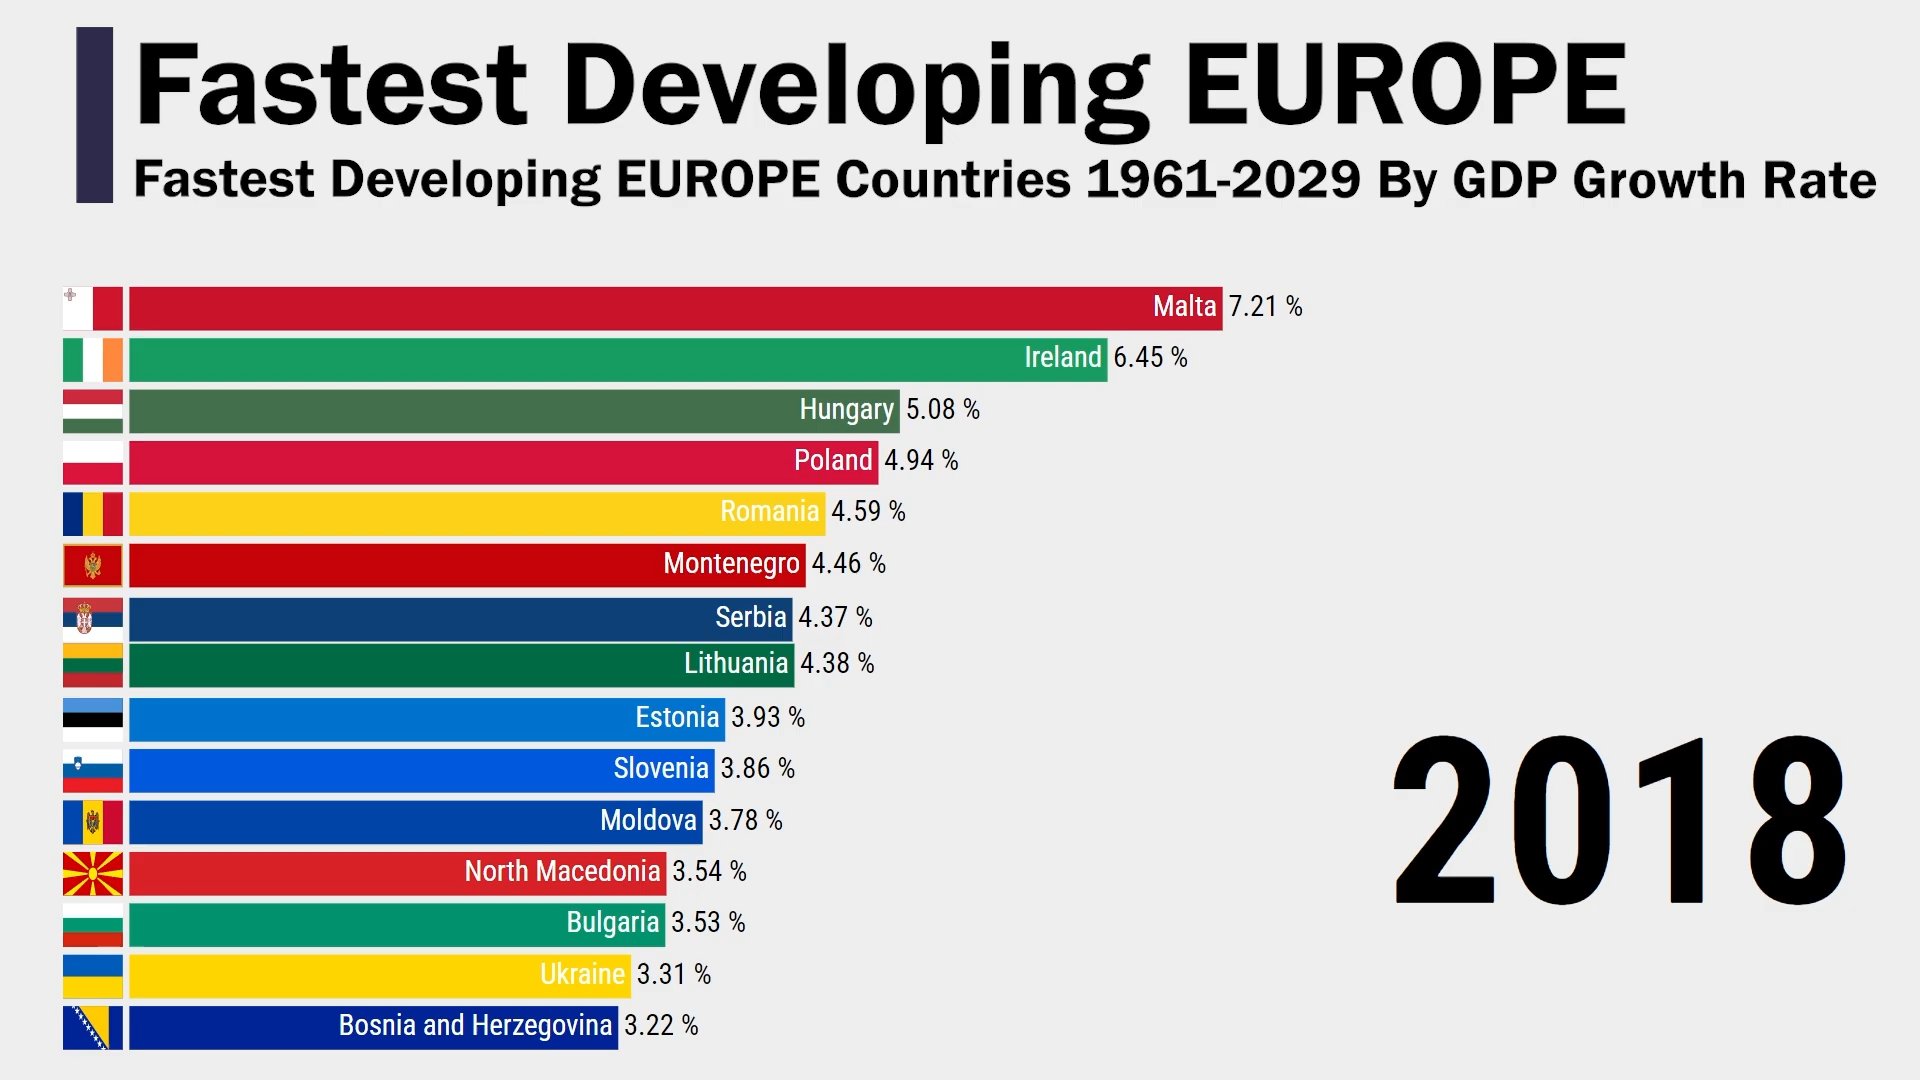 Fastest Developing EUROPE
Fastest Developing EUROPE Countries 1961-2029 By GDP Growth Rate
Malta 7.21 %
Ireland 6.45 %
Hungary 5.08 %
Poland 4.94 %
Romania 4.59 %
Montenegro 4.46 %
Serbia 4.37 %
Lithuania 4.38 %
Estonia 3.93 %
Slovenia 3.86 %
Moldova 3.78 %
North Macedonia 3.54 %
Bulgaria 3.53 %
Ukraine 3.31 %
Bosnia and Herzegovina 3.22 %
2018